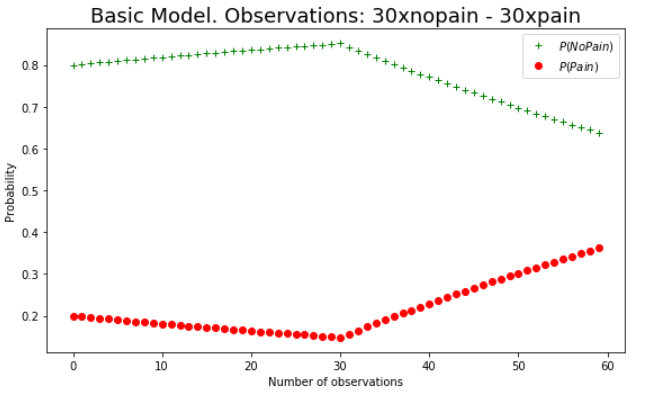 Basic Model. Observations: 30xnopain - 30xpain
P(NoPain)
P(Pain)
0.8
0.7
0.6
0.5
0.4
0.3
0.2
Probability
0 10 20 30 40 50 60
Number of observations